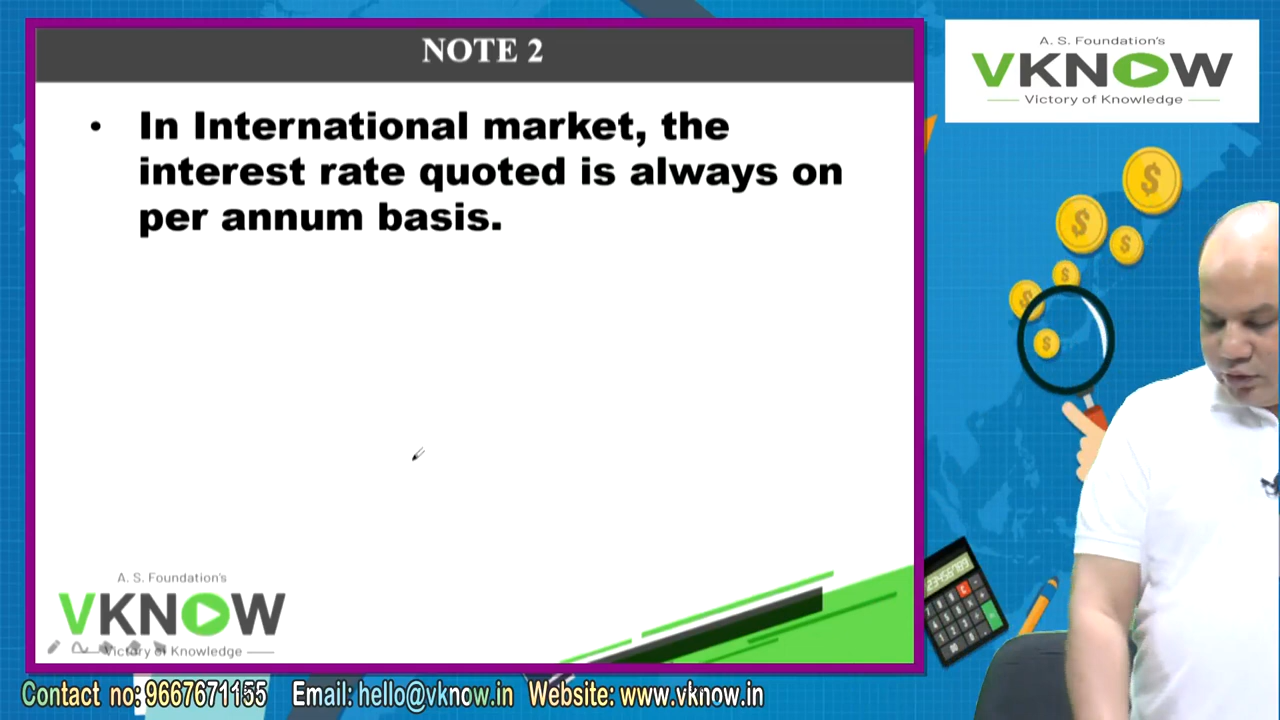 NOTE 2
A. S. Foundation's
VKNOW
Victory of Knowledge
• In International market, the
interest rate quoted is always on
per annum basis.
A. S. Foundation's
VKNOW
Victory of Knowledge
Contact no: 9667671155 Email: hello@vknow.in Website: www.vknow.in